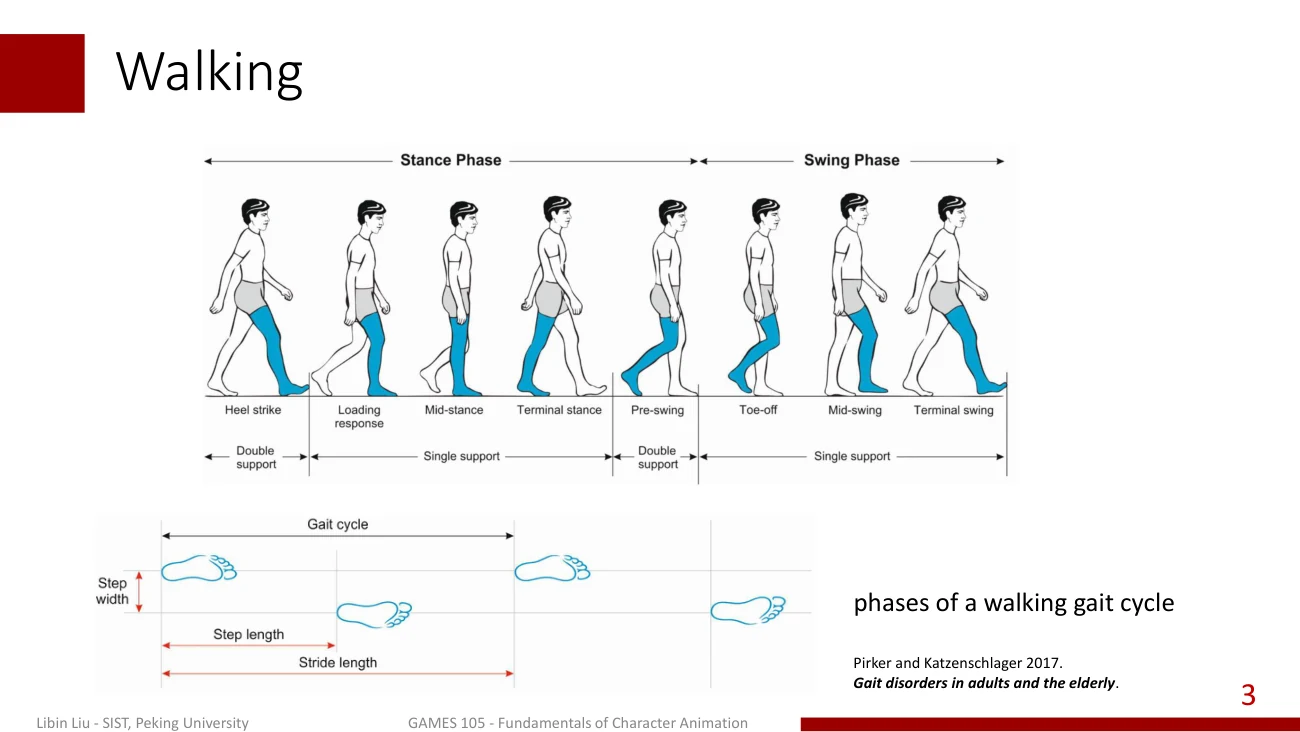 Walking
Stance Phase
Swing Phase
Heel strike
Loading
response
Mid-stance
Terminal stance
Pre-swing
Toe-off
Mid-swing
Terminal swing
Double
support
Single support
Double
support
Single support
Gait cycle
Step
width
Step length
Stride length
phases of a walking gait cycle
Pirker and Katzenschlager 2017.
Gait disorders in adults and the elderly.
3
Libin Liu - SIST, Peking University
GAMES 105 - Fundamentals of Character Animation